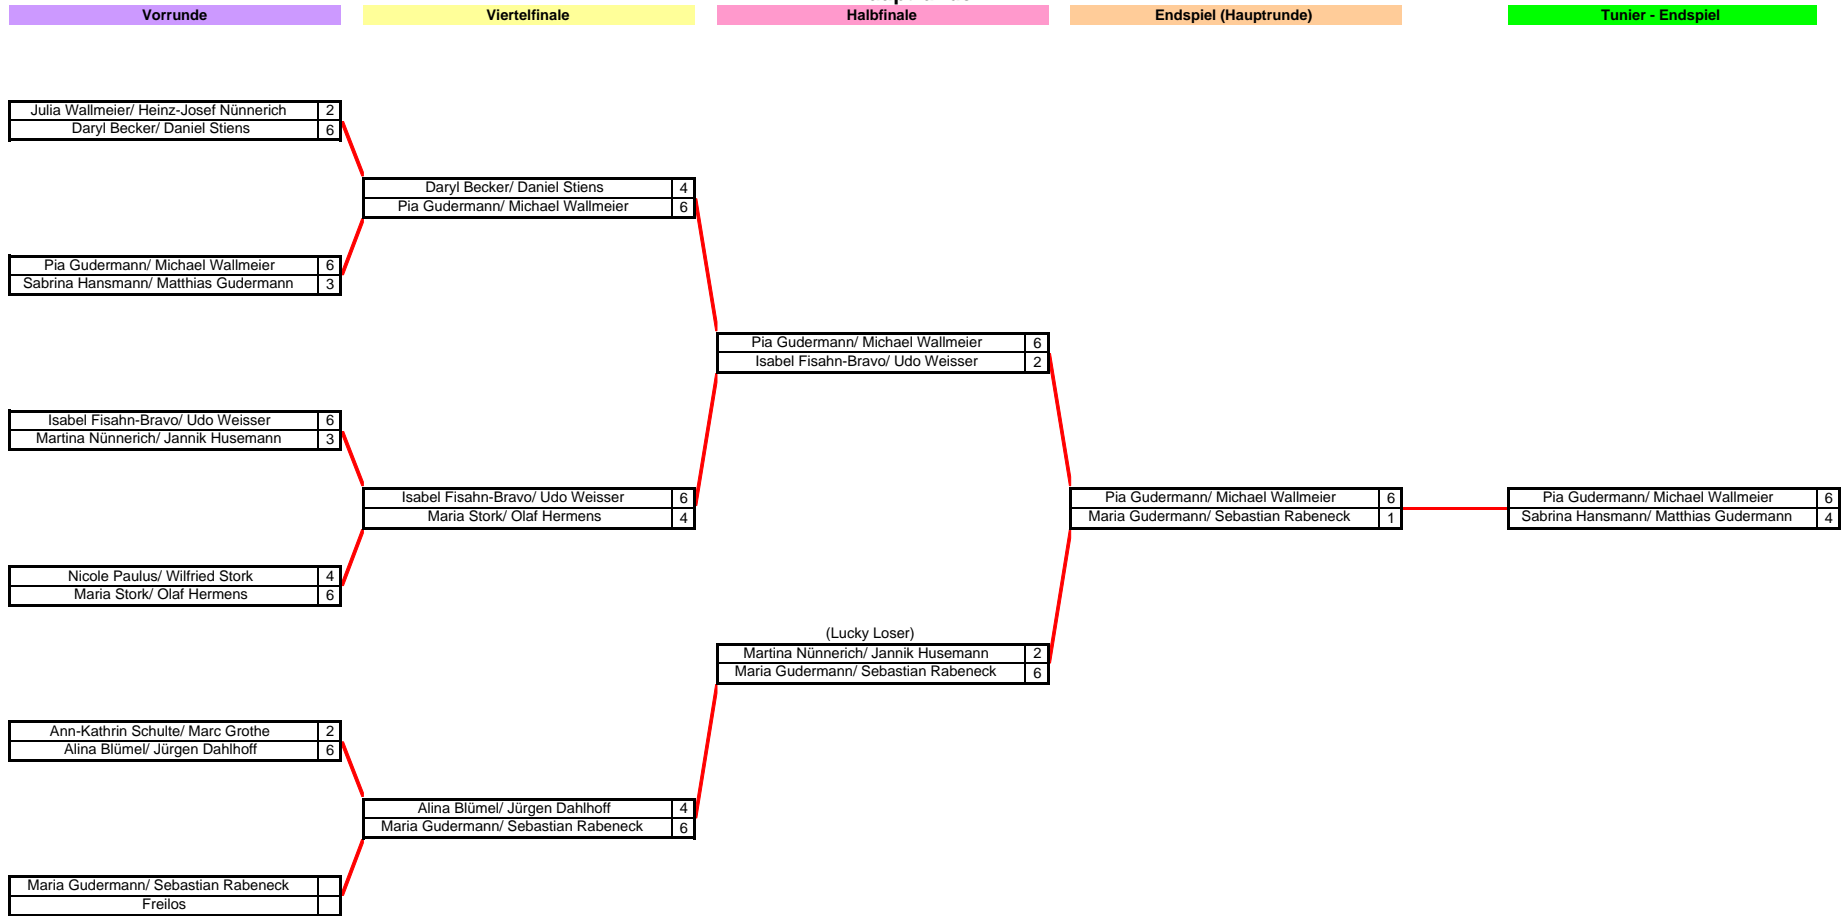 Vorrunde Viertelfinale Halbfinale Endspiel (Hauptrunde) Tunier - Endspiel
Julia Wallmeier/ Heinz-Josef Nünnerich 2
Daryl Becker/ Daniel Stiens 6
Daryl Becker/ Daniel Stiens 4
Pia Gudermann/ Michael Wallmeier 6
Pia Gudermann/ Michael Wallmeier 6
Sabrina Hansmann/ Matthias Gudermann 3
Pia Gudermann/ Michael Wallmeier 6
Isabel Fisahn-Bravo/ Udo Weisser 2
Isabel Fisahn-Bravo/ Udo Weisser 6
Martina Nünnerich/ Jannik Husemann 3
Isabel Fisahn-Bravo/ Udo Weisser 6 Pia Gudermann/ Michael Wallmeier 6 Pia Gudermann/ Michael Wallmeier 6
Maria Stork/ Olaf Hermens 4 Maria Gudermann/ Sebastian Rabeneck 1 Sabrina Hansmann/ Matthias Gudermann 4
Nicole Paulus/ Wilfried Stork 4
Maria Stork/ Olaf Hermens 6
(Lucky Loser)
Martina Nünnerich/ Jannik Husemann 2
Maria Gudermann/ Sebastian Rabeneck 6
Ann-Kathrin Schulte/ Marc Grothe 2
Alina Blümel/ Jürgen Dahlhoff 6
Alina Blümel/ Jürgen Dahlhoff 4
Maria Gudermann/ Sebastian Rabeneck 6
Maria Gudermann/ Sebastian Rabeneck
Freilos